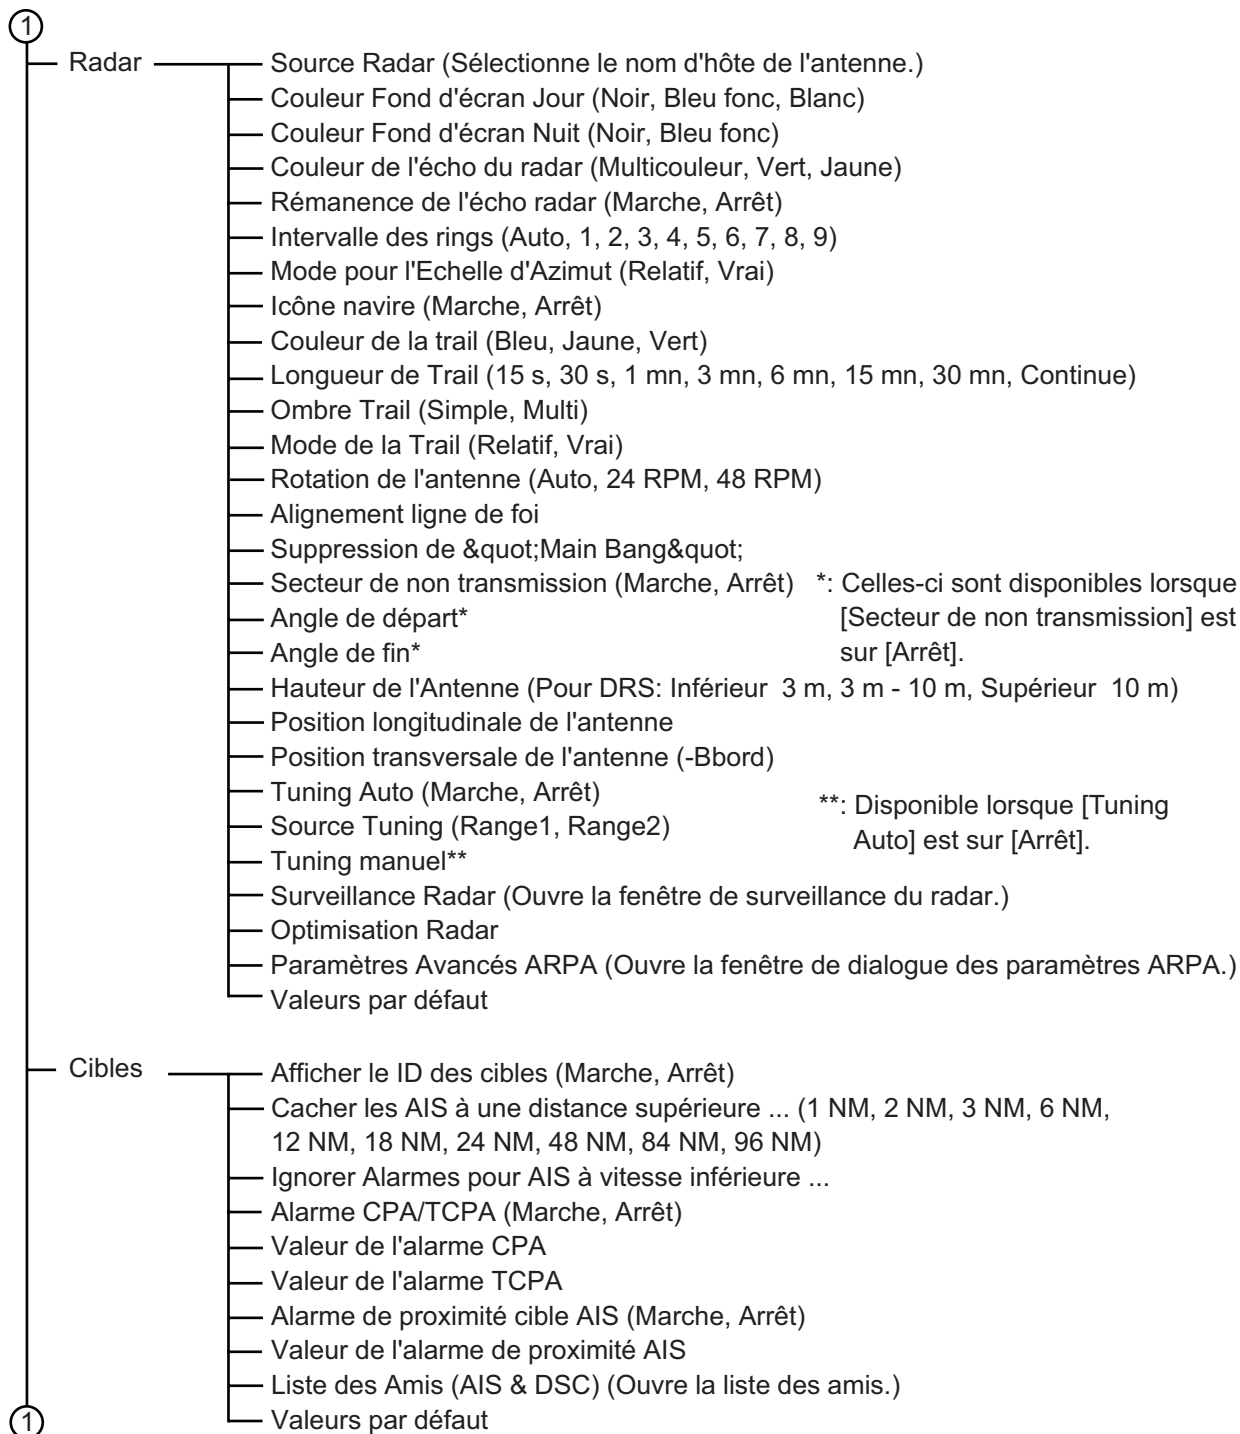 1
Radar
Source Radar (Sélectionne le nom d'hôte de l'antenne.)
Couleur Fond d'écran Jour (Noir, Bleu fonc, Blanc)
Couleur Fond d'écran Nuit (Noir, Bleu fonc)
Couleur de l'écho du radar (Multicouleur, Vert, Jaune)
Rémanence de l'écho radar (Marche, Arrêt)
Intervalle des rings (Auto, 1, 2, 3, 4, 5, 6, 7, 8, 9)
Mode pour l'Echelle d'Azimut (Relatif, Vrai)
Icône navire (Marche, Arrêt)
Couleur de la trail (Bleu, Jaune, Vert)
Longueur de Trail (15 s, 30 s, 1 mn, 3 mn, 6 mn, 15 mn, 30 mn, Continue)
Ombre Trail (Simple, Multi)
Mode de la Trail (Relatif, Vrai)
Rotation de l'antenne (Auto, 24 RPM, 48 RPM)
Alignement ligne de foi
Suppression de &quot;Main Bang&quot;
Secteur de non transmission (Marche, Arrêt)
Angle de départ*
Angle de fin*
*: Celles-ci sont disponibles lorsque
[Secteur de non transmission] est
sur [Arrêt].
Hauteur de l'Antenne (Pour DRS: Inférieur 3 m, 3 m - 10 m, Supérieur 10 m)
Position longitudinale de l'antenne
Position transversale de l'antenne (-Bbord)
Tuning Auto (Marche, Arrêt)
Source Tuning (Range1, Range2)
Tuning manuel**
**: Disponible lorsque [Tuning
Auto] est sur [Arrêt].
Surveillance Radar (Ouvre la fenêtre de surveillance du radar.)
Optimisation Radar
Paramètres Avancés ARPA (Ouvre la fenêtre de dialogue des paramètres ARPA.)
Valeurs par défaut
Cibles
Afficher le ID des cibles (Marche, Arrêt)
Cacher les AIS à une distance supérieure ... (1 NM, 2 NM, 3 NM, 6 NM,
12 NM, 18 NM, 24 NM, 48 NM, 84 NM, 96 NM)
Ignorer Alarmes pour AIS à vitesse inférieure ...
Alarme CPA/TCPA (Marche, Arrêt)
Valeur de l'alarme CPA
Valeur de l'alarme TCPA
Alarme de proximité cible AIS (Marche, Arrêt)
Valeur de l'alarme de proximité AIS
Liste des Amis (AIS & DSC) (Ouvre la liste des amis.)
Valeurs par défaut
1